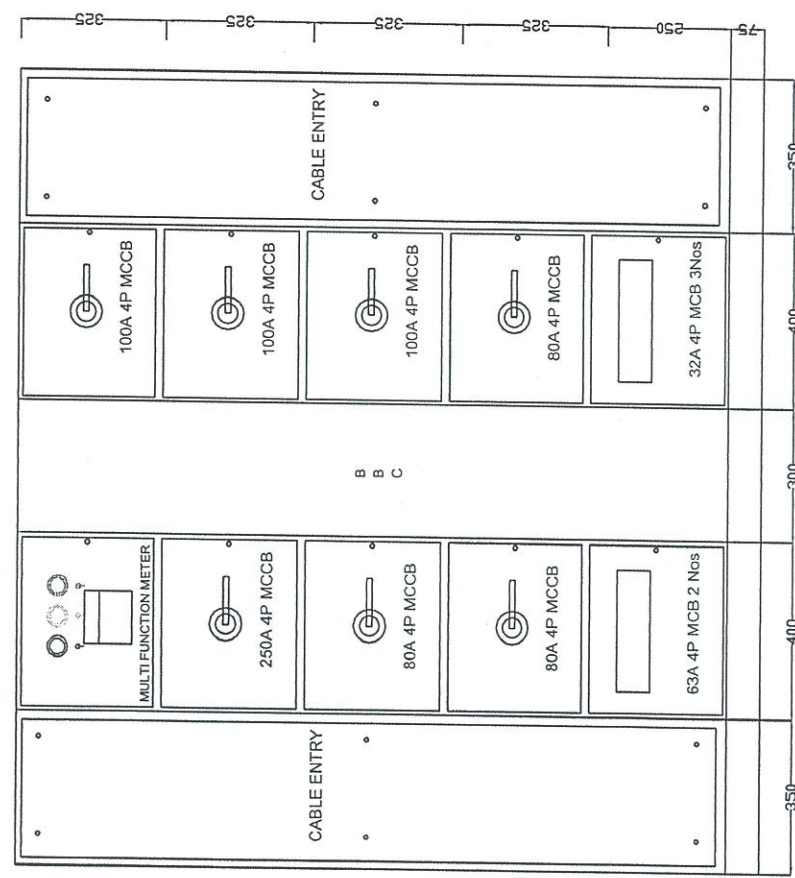 325
325
325
325
250
75
CABLE ENTRY
350
100A 4P MCCB
100A 4P MCCB
100A 4P MCCB
80A 4P MCCB
32A 4P MCB 3Nos
400
B
B
C
300
MULTI FUNCTION METER
250A 4P MCCB
80A 4P MCCB
80A 4P MCCB
63A 4P MCB 2 Nos
400
CABLE ENTRY
350